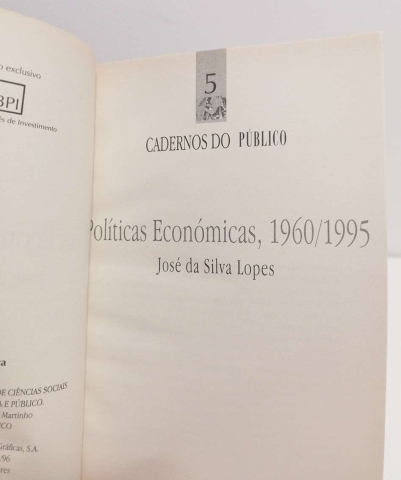 exclusivo
BPI
de Investimento
DE CIÊNCIAS SOCIAIS
E PÚBLICO.
Martinho
Gráficas, S.A.
5
CADERNOS DO PÚBLICO
Políticas Económicas, 1960/1995
José da Silva Lopes